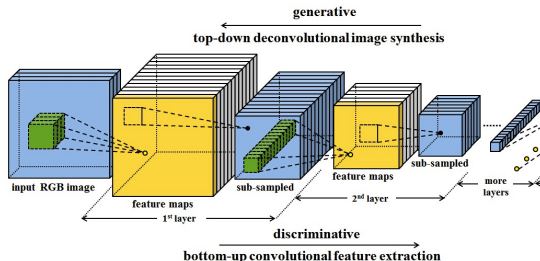 generative
top-down deconvolutional image synthesis
input RGB image
feature maps
sub-sampled
feature maps
sub-sampled
more
layers
1st layer
2nd layer
discriminative
bottom-up convolutional feature extraction